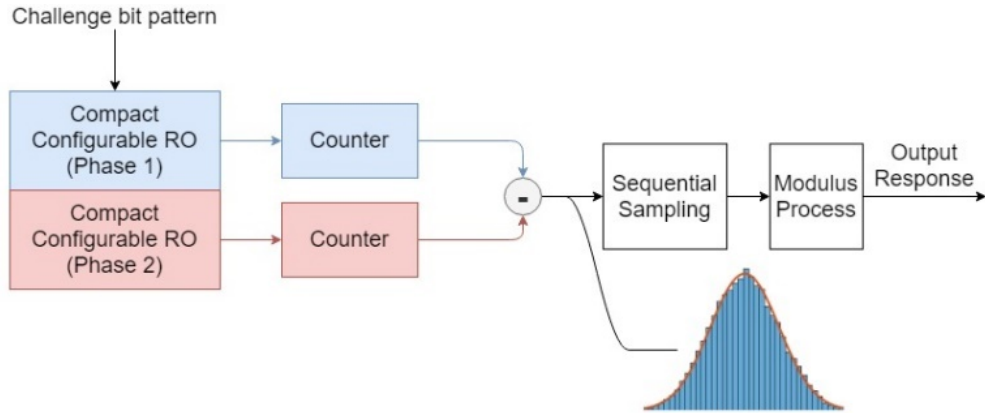 Challenge bit pattern
Compact
Configurable RO
(Phase 1)
Counter
Compact
Configurable RO
(Phase 2)
Counter
-
Sequential
Sampling
Modulus
Process
Output
Response